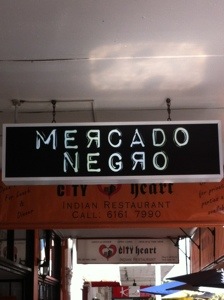 MERCADO
NEGRO
CITY heart
INDIAN RESTAURANT
CALL: 6161 7990
CITY heart